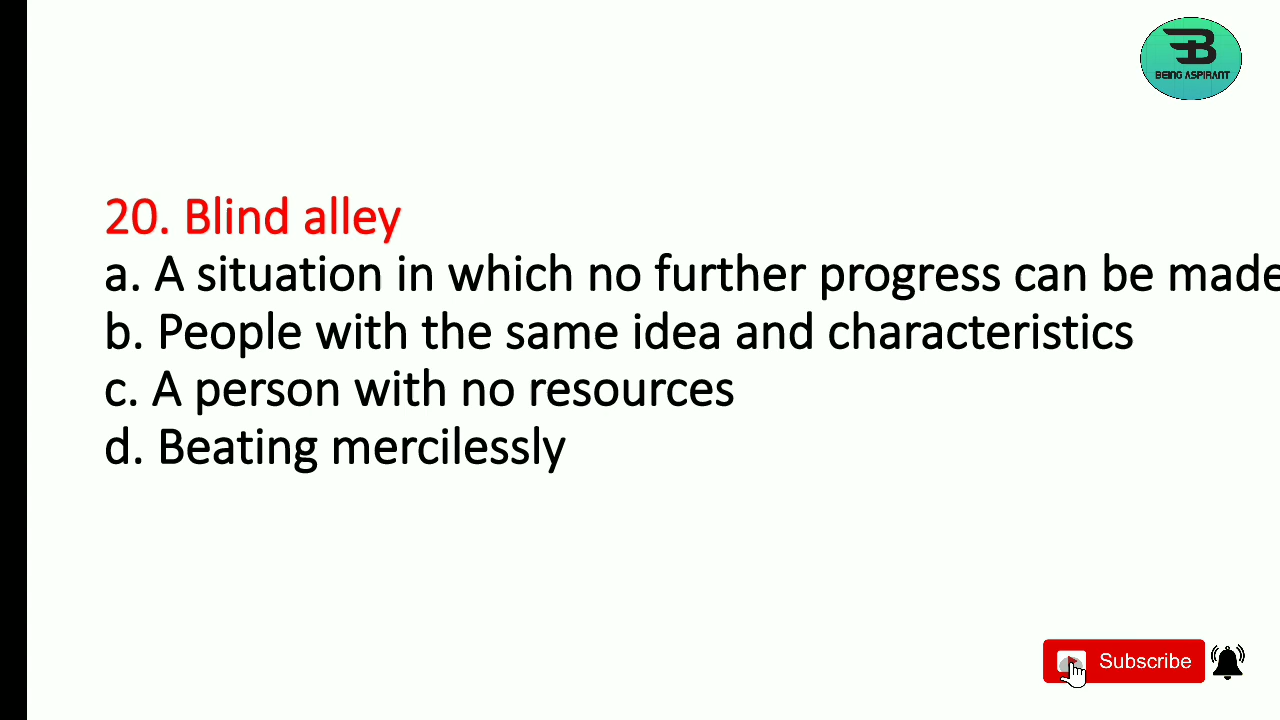 BEING ASPIRANT
20. Blind alley
a. A situation in which no further progress can be made
b. People with the same idea and characteristics
c. A person with no resources
d. Beating mercilessly
Subscribe